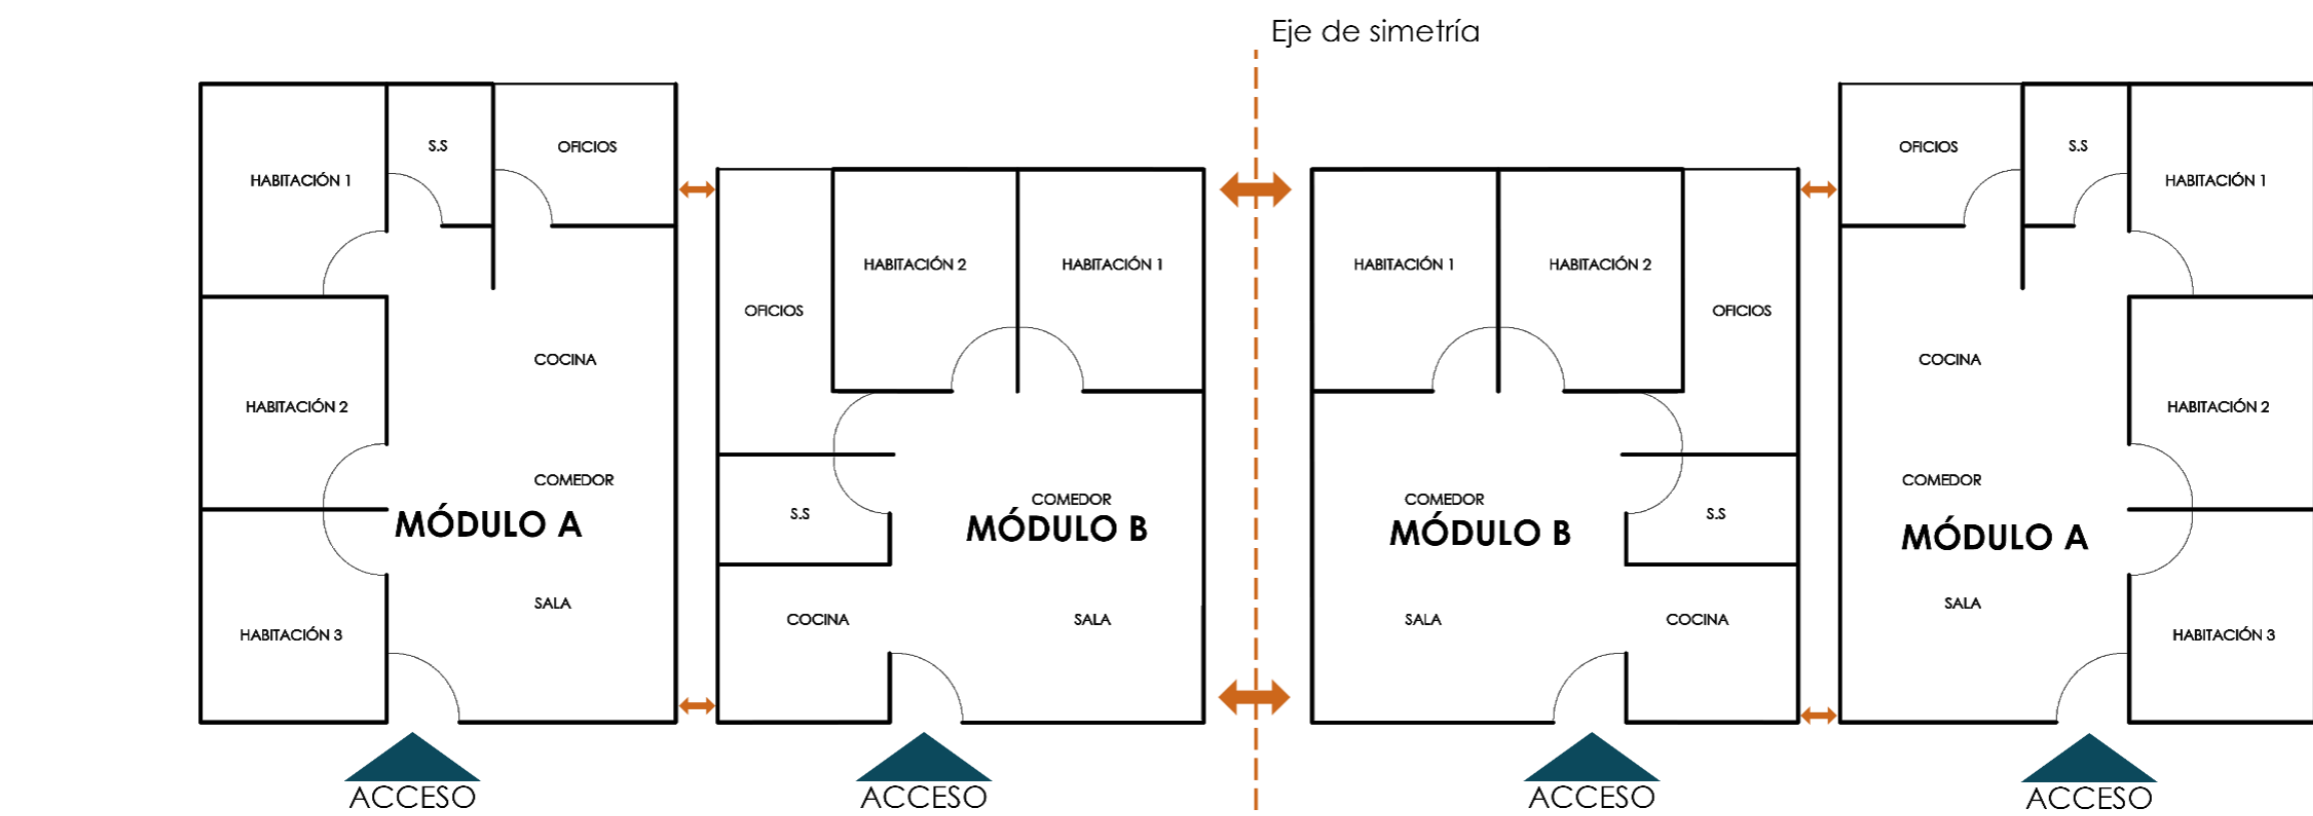 Eje de simetría
HABITACIÓN 1
S.S
OFICIOS
HABITACIÓN 2
COCINA
COMEDOR
MÓDULO A
SALA
HABITACIÓN 3
ACCESO
HABITACIÓN 2
HABITACIÓN 1
OFICIOS
COMEDOR
S.S
MÓDULO B
COCINA
SALA
ACCESO
HABITACIÓN 1
HABITACIÓN 2
OFICIOS
COMEDOR
S.S
MÓDULO B
SALA
COCINA
ACCESO
OFICIOS
S.S
HABITACIÓN 1
COCINA
HABITACIÓN 2
COMEDOR
MÓDULO A
SALA
HABITACIÓN 3
ACCESO